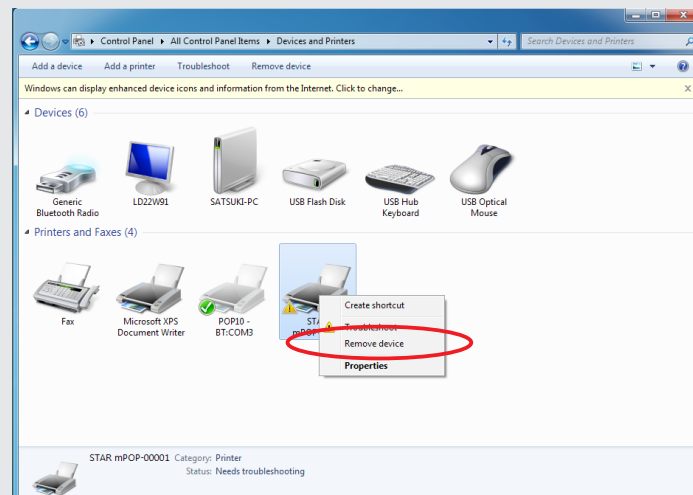 Control Panel ▸ All Control Panel Items ▸ Devices and Printers
Search Devices and Printers
Add a device Add a printer Troubleshoot Remove device
Windows can display enhanced device icons and information from the Internet. Click to change...
Devices (6)
Generic
Bluetooth Radio
LD22W91
SATSUKI-PC
USB Flash Disk
USB Hub
Keyboard
USB Optical
Mouse
Printers and Faxes (4)
Fax
Microsoft XPS
Document Writer
POP10 -
BT:COM3
STA
mPOP
Create shortcut
Troubleshoot
Remove device
Properties
STAR mPOP-00001 Category: Printer
Status: Needs troubleshooting